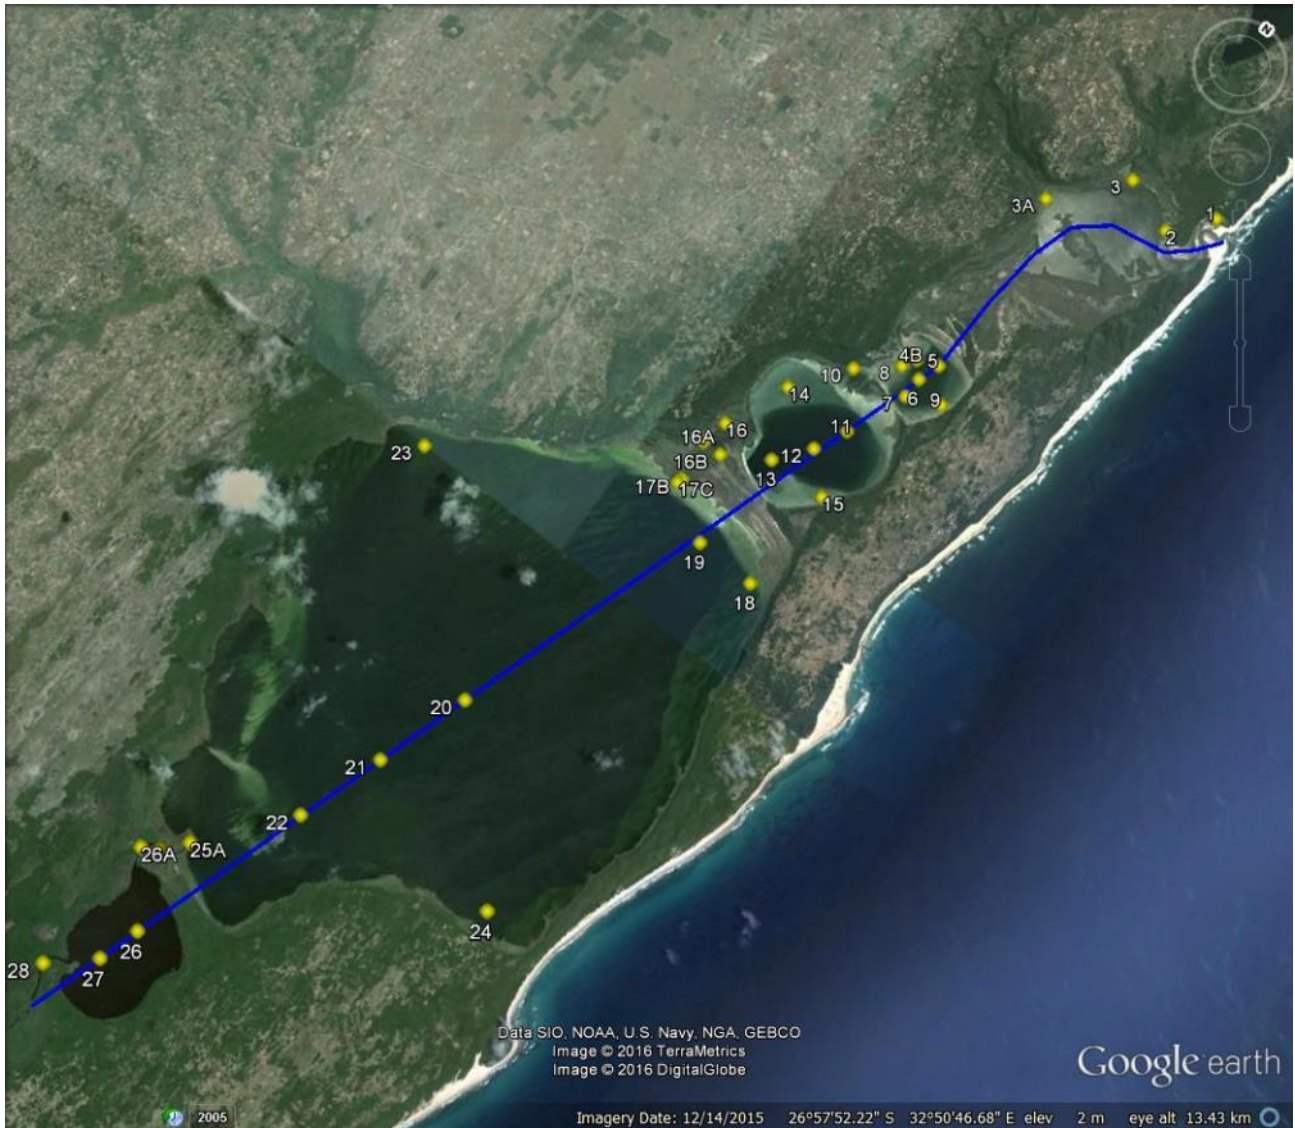 N
3
3A
1
2
4B
5
8
10
6
9
7
14
11
16
16A
12
16B
13
23
17B
17C
15
19
18
20
21
22
26A
25A
24
26
28
27
Data SIO, NOAA, U.S. Navy, NGA, GEBCO
Image © 2016 TerraMetrics
Image © 2016 DigitalGlobe
Google earth
2005
Imagery Date: 12/14/2015 26°57'52.22" S 32°50'46.68" E elev 2 m eye alt 13.43 km